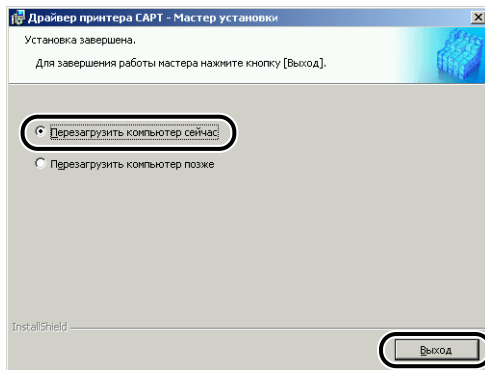 Драйвер принтера CAPT - Мастер установки
Установка завершена.
Для завершения работы мастера нажмите кнопку [Выход].
Перезагрузить компьютер сейчас
Перезагрузить компьютер позже
InstallShield
Выход